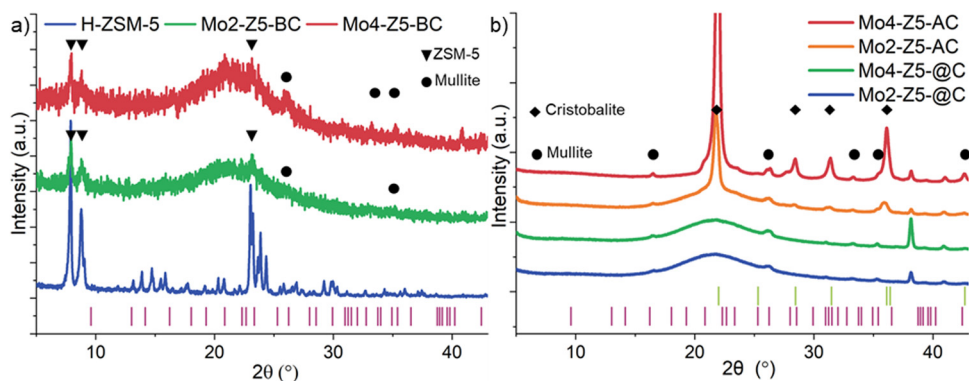 a)
H-ZSM-5 Mo2-Z5-BC Mo4-Z5-BC
ZSM-5
Mullite
Intensity (a.u.)
10 20 30 40
2θ (°)
b)
Mo4-Z5-AC
Mo2-Z5-AC
Mo4-Z5-@C
Mo2-Z5-@C
Cristobalite
Mullite
Intensity (a.u.)
10 20 30 40
2θ (°)